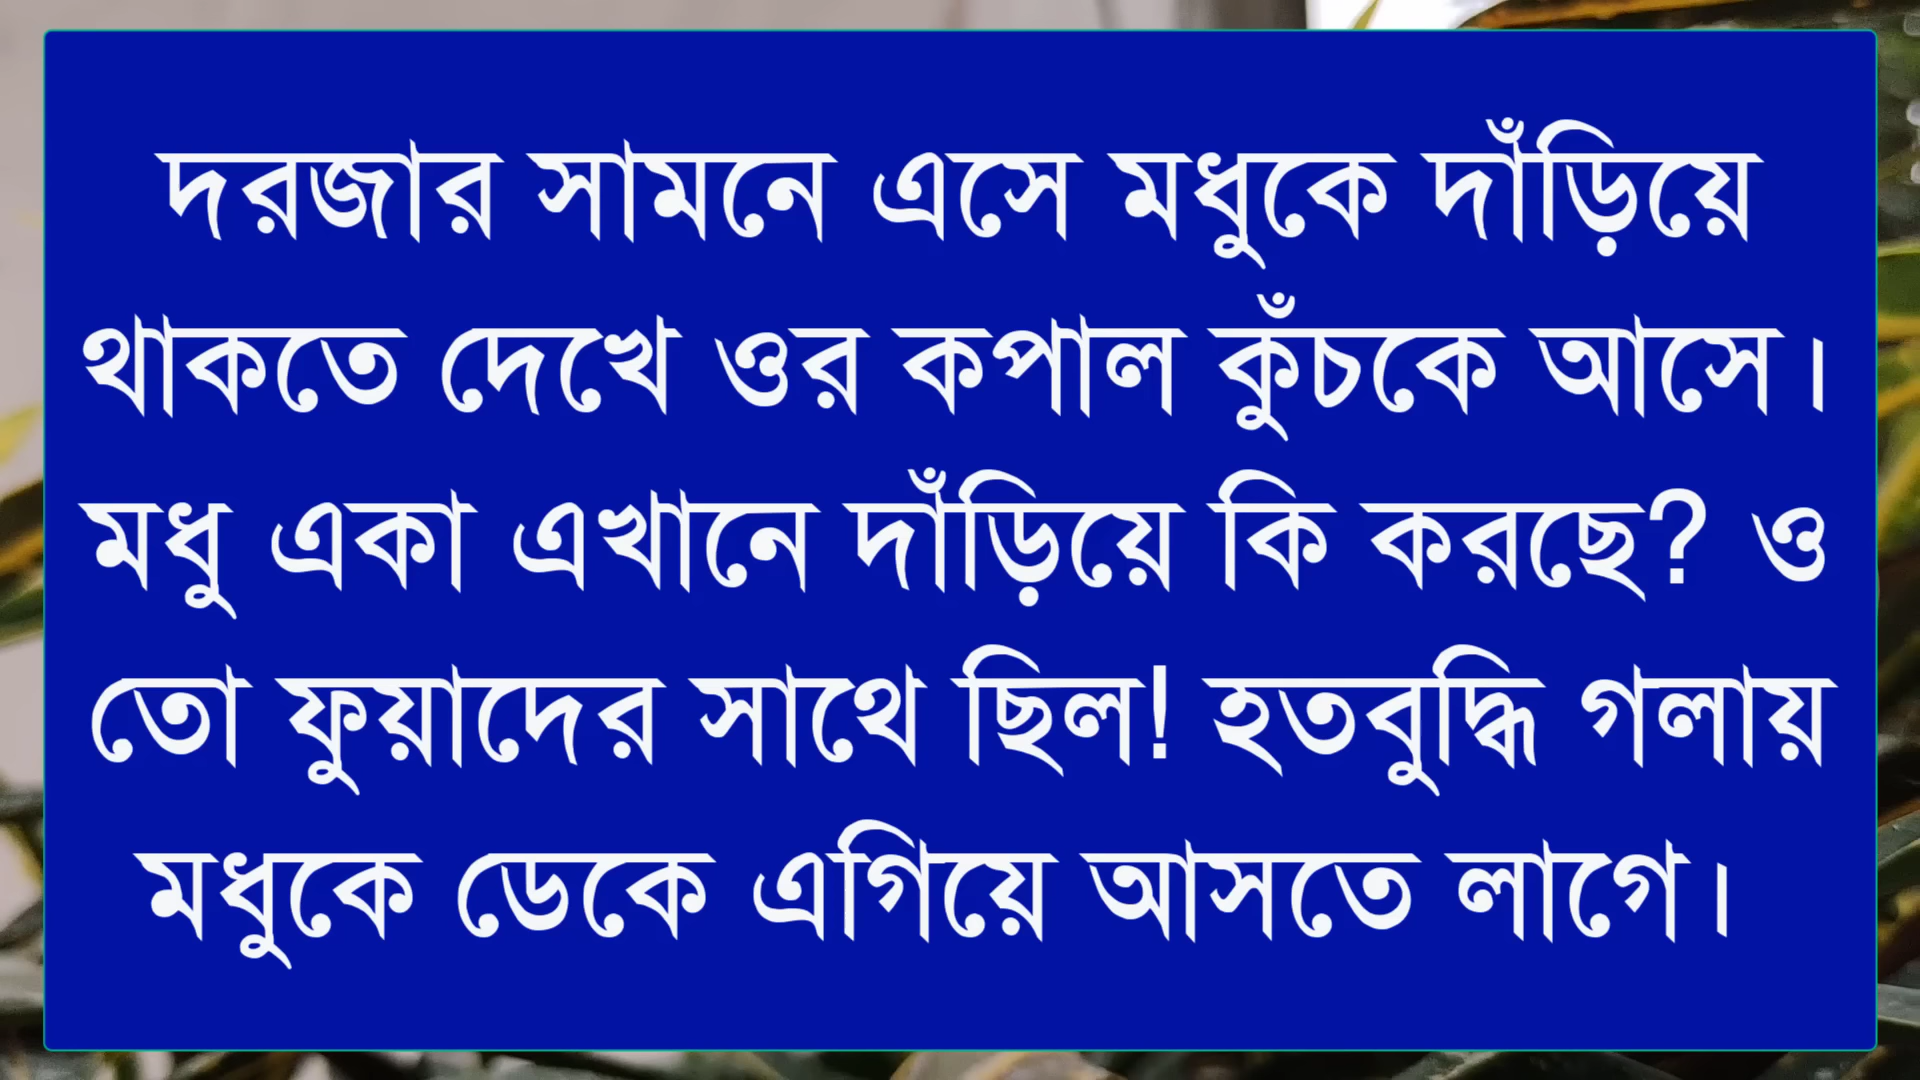 দরজার সামনে এসে মধুকে দাঁড়িয়ে
থাকতে দেখে ওর কপাল কুঁচকে আসে।
মধু একা এখানে দাঁড়িয়ে কি করছে? ও
তো ফুয়াদের সাথে ছিল! হতবুদ্ধি গলায়
মধুকে ডেকে এগিয়ে আসতে লাগে।